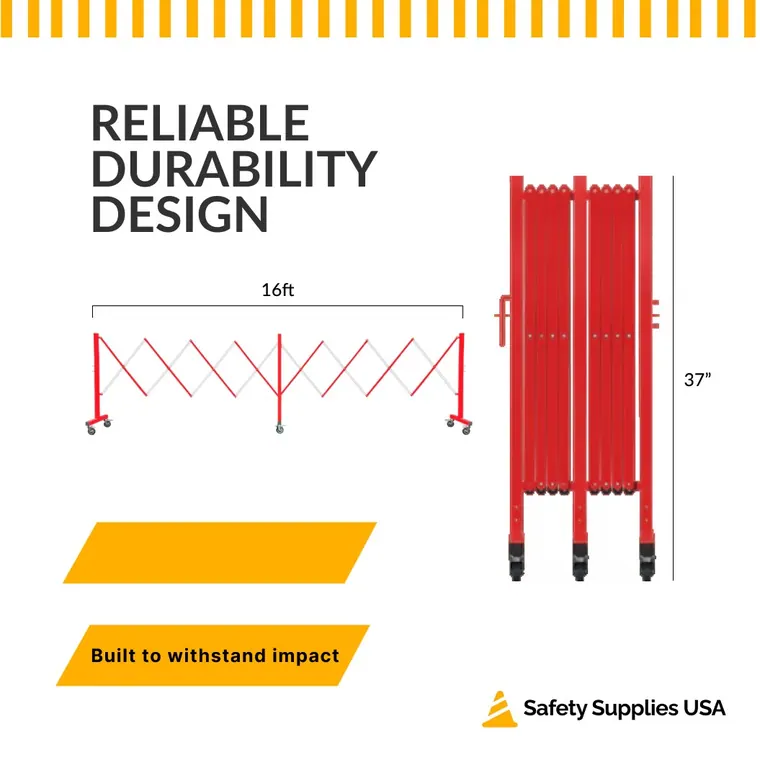 RELIABLE
DURABILITY
DESIGN
16ft
37”
Built to withstand impact
Safety Supplies USA